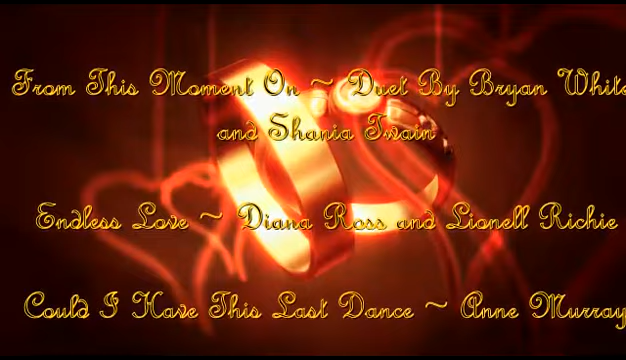 From This Moment On ~ Duet By Bryan White
and Shania Twain
Endless Love ~ Diana Ross and Lionell Richie
Could I Have This Last Dance ~ Anne Murray